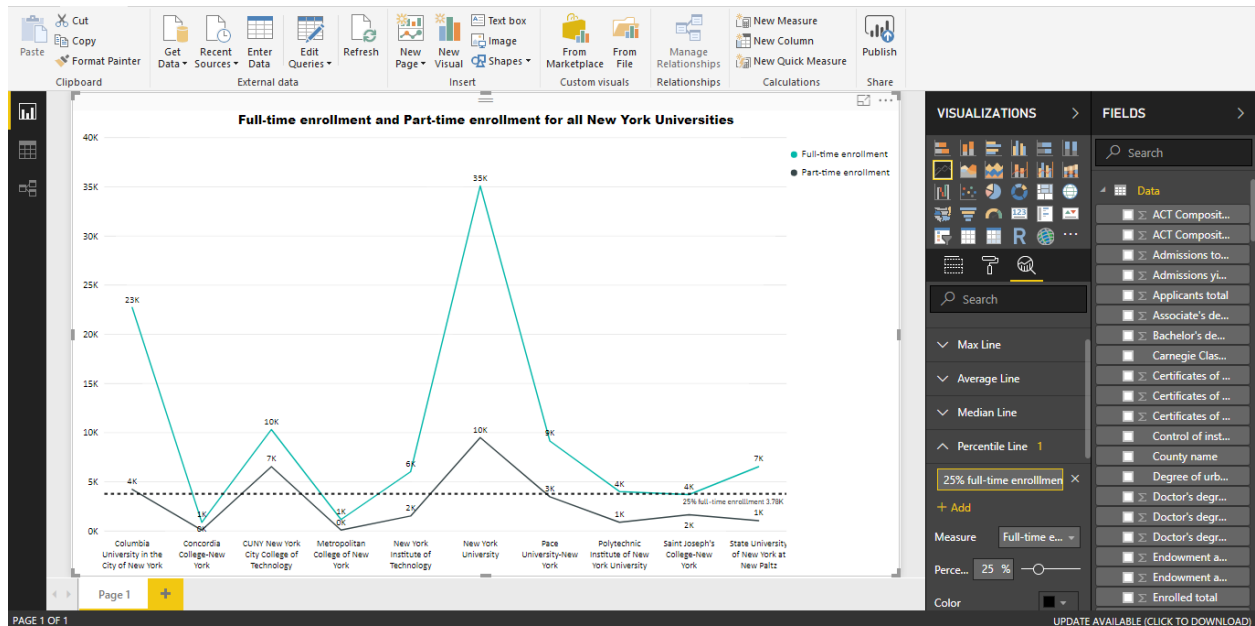 Paste
Cut
Copy
Format Painter
Clipboard
Get Data
Recent Sources
Enter Data
Edit Queries
Refresh
External data
New Page
New Visual
Text box
Image
Shapes
Insert
From Marketplace
From File
Custom visuals
Manage Relationships
Relationships
New Measure
New Column
New Quick Measure
Calculations
Publish
Share
Full-time enrollment and Part-time enrollment for all New York Universities
Full-time enrollment
Part-time enrollment
40K
35K
30K
25K
20K
15K
10K
5K
0K
23K
4K
1K
0K
10K
7K
1K
0K
6K
2K
35K
10K
9K
3K
4K
1K
4K
2K
7K
1K
25% full-time enrolllment 3.78K
Columbia
University in the
City of New York
Concordia
College-New
York
CUNY New York
City College of
Technology
Metropolitan
College of New
York
New York
Institute of
Technology
New York
University
Pace
University-New
York
Polytechnic
Institute of New
York University
Saint Joseph's
College-New
York
State University
of New York at
New Paltz
Page 1
PAGE 1 OF 1
VISUALIZATIONS
123
R
Search
Max Line
Average Line
Median Line
Percentile Line 1
25% full-time enrolllmen
Add
Measure
Full-time e...
Perce...
25 %
Color
FIELDS
Search
Data
ACT Composit...
ACT Composit...
Admissions to...
Admissions yi...
Applicants total
Associate's de...
Bachelor's de...
Carnegie Clas...
Certificates of ...
Certificates of ...
Certificates of ...
Control of inst...
County name
Degree of urb...
Doctor's degr...
Doctor's degr...
Doctor's degr...
Endowment a...
Endowment a...
Enrolled total
UPDATE AVAILABLE (CLICK TO DOWNLOAD)